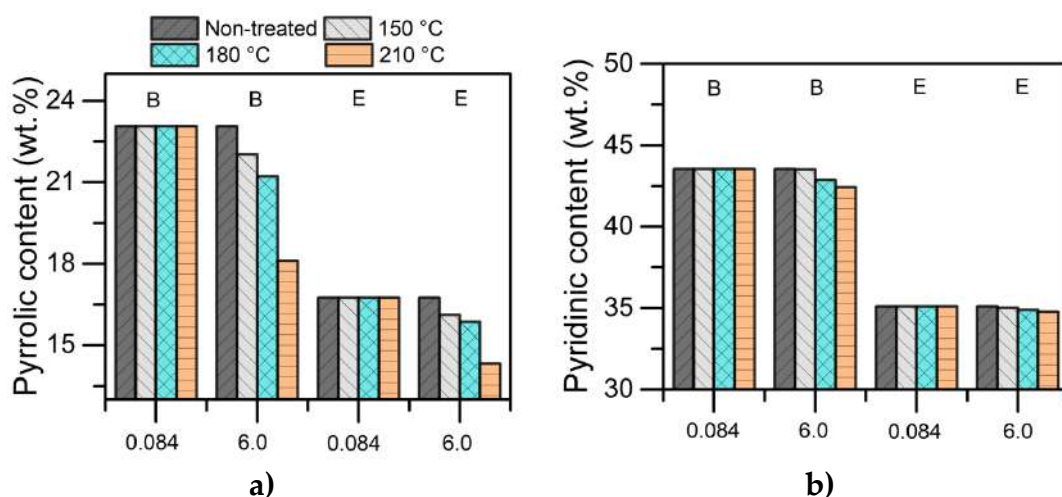 Non-treated 150 °C
180 °C 210 °C
Pyrrolic content (wt.%)
24
21
18
15
B B E E
0.084 6.0 0.084 6.0
a)
Pyridinic content (wt.%)
50
45
40
35
30
B B E E
0.084 6.0 0.084 6.0
b)